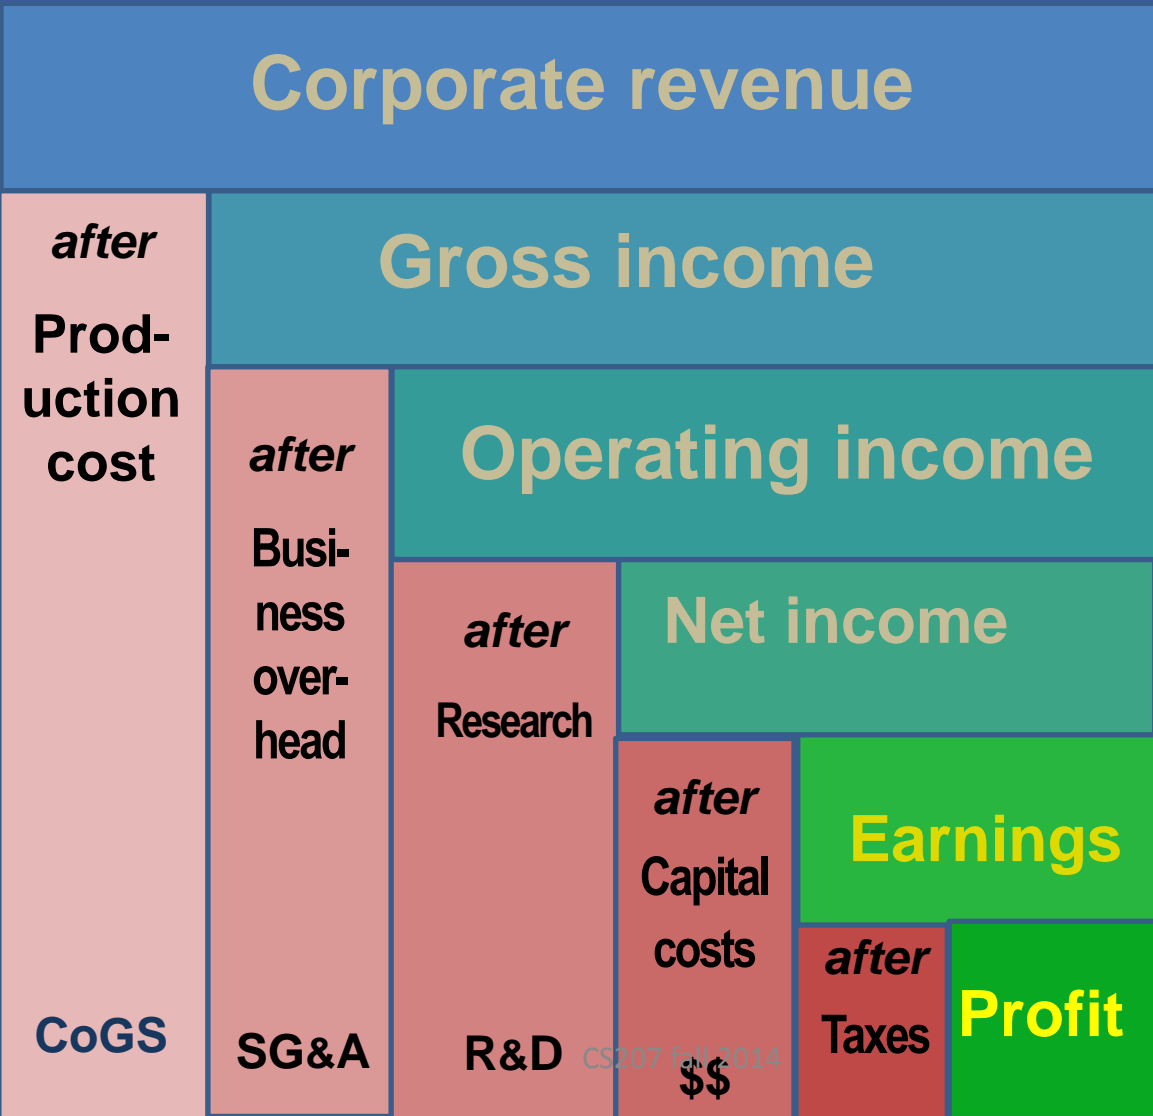 Corporate revenue
after
Prod-
uction
cost
CoGS
Gross income
after
Busi-
ness
over-
head
SG&A
Operating income
after
Research
R&D
Net income
after
Capital
costs
$$
Earnings
after
Taxes
Profit
CS207 fall 2014